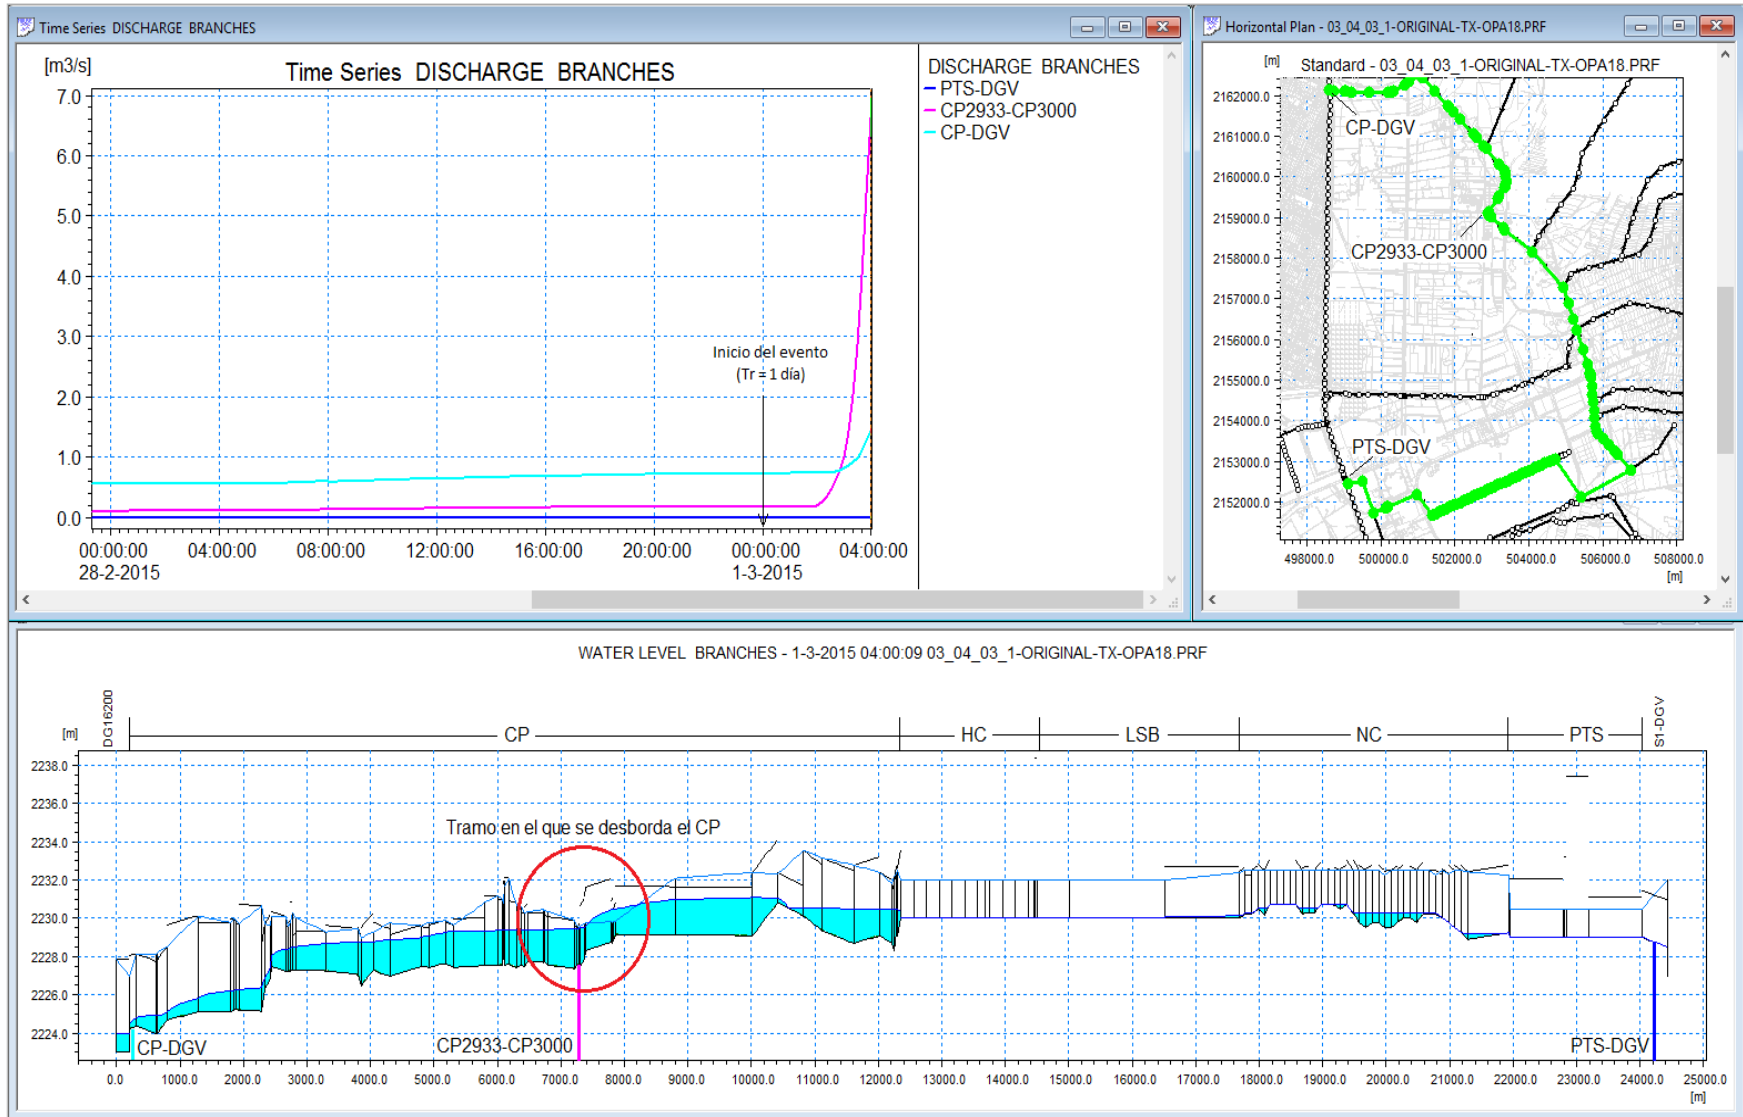 Time Series  DISCHARGE  BRANCHES
[m3/s]
Time Series  DISCHARGE  BRANCHES
7.0
6.0
5.0
4.0
3.0
2.0
1.0
0.0
Inicio del evento
(Tr = 1 día)
00:00:00 04:00:00 08:00:00 12:00:00 16:00:00 20:00:00 00:00:00 04:00:00
28-2-2015 1-3-2015
DISCHARGE  BRANCHES
PTS-DGV
CP2933-CP3000
CP-DGV
Horizontal Plan - 03_04_03_1-ORIGINAL-TX-OPA18.PRF
[m] Standard - 03_04_03_1-ORIGINAL-TX-OPA18.PRF
2162000.0
2161000.0
2160000.0
2159000.0
2158000.0
2157000.0
2156000.0
2155000.0
2154000.0
2153000.0
2152000.0
CP-DGV
CP2933-CP3000
PTS-DGV
498000.0 500000.0 502000.0 504000.0 506000.0 508000.0
[m]
WATER LEVEL  BRANCHES - 1-3-2015 04:00:09 03_04_03_1-ORIGINAL-TX-OPA18.PRF
[m]
DG16200
CP HC LSB NC PTS
S1-DGV
2238.0
2236.0
2234.0
2232.0
2230.0
2228.0
2226.0
2224.0
Tramo en el que se desborda el CP
CP-DGV CP2933-CP3000 PTS-DGV
0.0 1000.0 2000.0 3000.0 4000.0 5000.0 6000.0 7000.0 8000.0 9000.0 10000.0 11000.0 12000.0 13000.0 14000.0 15000.0 16000.0 17000.0 18000.0 19000.0 20000.0 21000.0 22000.0 23000.0 24000.0 25000.0
[m]